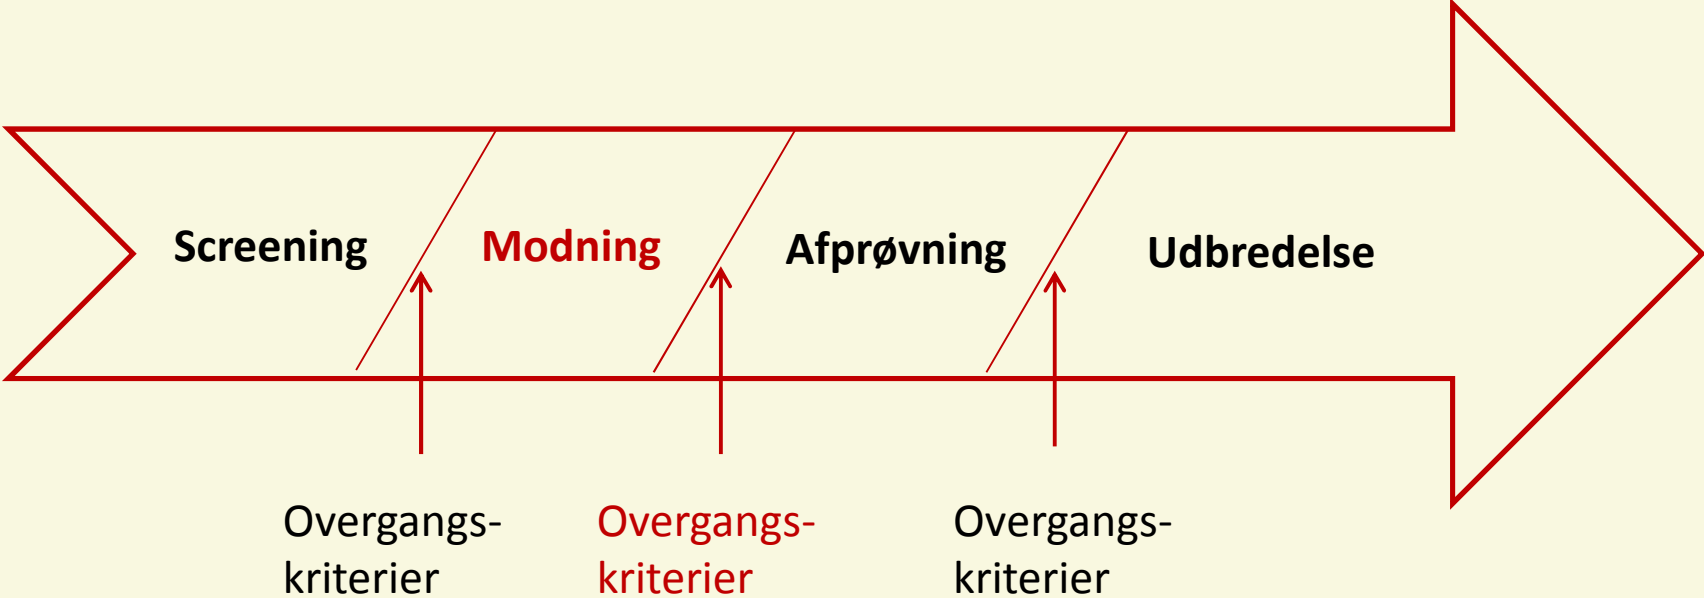 Screening
Modning
Afprøvning
Udbredelse
Overgangs-
kriterier
Overgangs-
kriterier
Overgangs-
kriterier